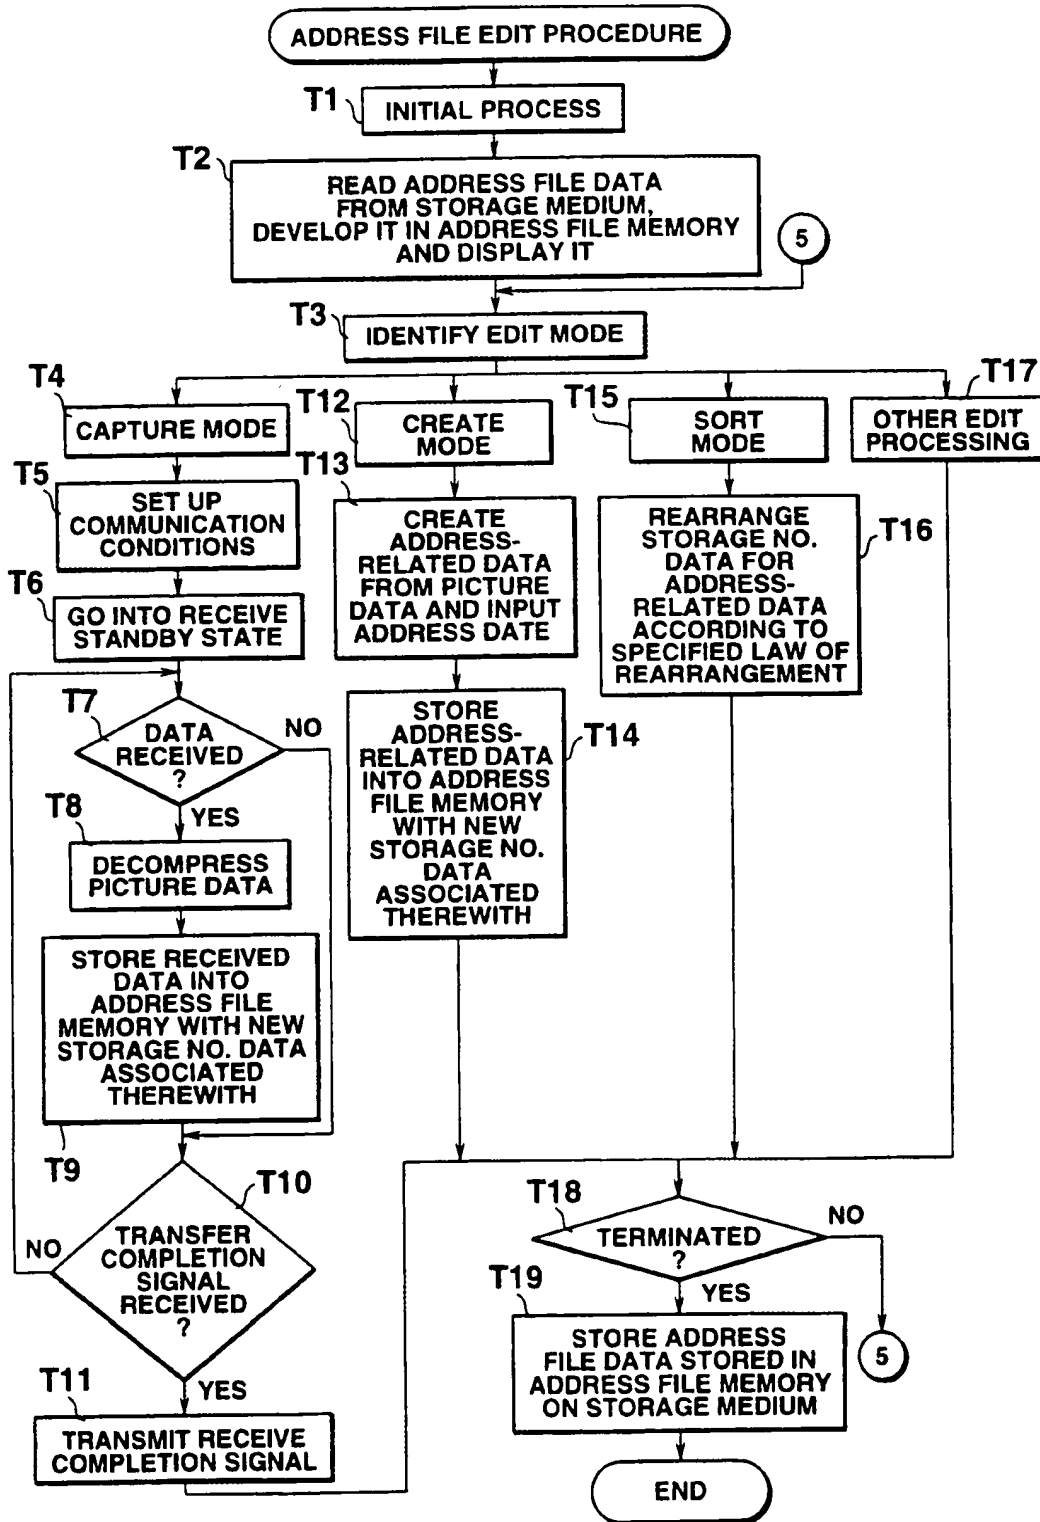 ADDRESS FILE EDIT PROCEDURE
T1
INITIAL PROCESS
T2
READ ADDRESS FILE DATA
FROM STORAGE MEDIUM,
DEVELOP IT IN ADDRESS FILE MEMORY
AND DISPLAY IT
5
T3
IDENTIFY EDIT MODE
T4
CAPTURE MODE
T5
SET UP
COMMUNICATION
CONDITIONS
T6
GO INTO RECEIVE
STANDBY STATE
T7
DATA
RECEIVED
?
NO
YES
T8
DECOMPRESS
PICTURE DATA
STORE RECEIVED
DATA INTO
ADDRESS FILE
MEMORY WITH NEW
STORAGE NO. DATA
ASSOCIATED
THEREWITH
T9
T10
TRANSFER
COMPLETION
SIGNAL
RECEIVED
?
NO
YES
T11
TRANSMIT RECEIVE
COMPLETION SIGNAL
T12
CREATE
MODE
T13
CREATE
ADDRESS-
RELATED DATA
FROM PICTURE
DATA AND INPUT
ADDRESS DATE
T14
STORE
ADDRESS-
RELATED DATA
INTO ADDRESS
FILE MEMORY
WITH NEW
STORAGE NO.
DATA
ASSOCIATED
THEREWITH
T15
SORT
MODE
T16
REARRANGE
STORAGE NO.
DATA FOR
ADDRESS-
RELATED DATA
ACCORDING TO
SPECIFIED LAW OF
REARRANGEMENT
T17
OTHER EDIT
PROCESSING
T18
TERMINATED
?
NO
YES
5
T19
STORE ADDRESS
FILE DATA STORED IN
ADDRESS FILE MEMORY
ON STORAGE MEDIUM
END